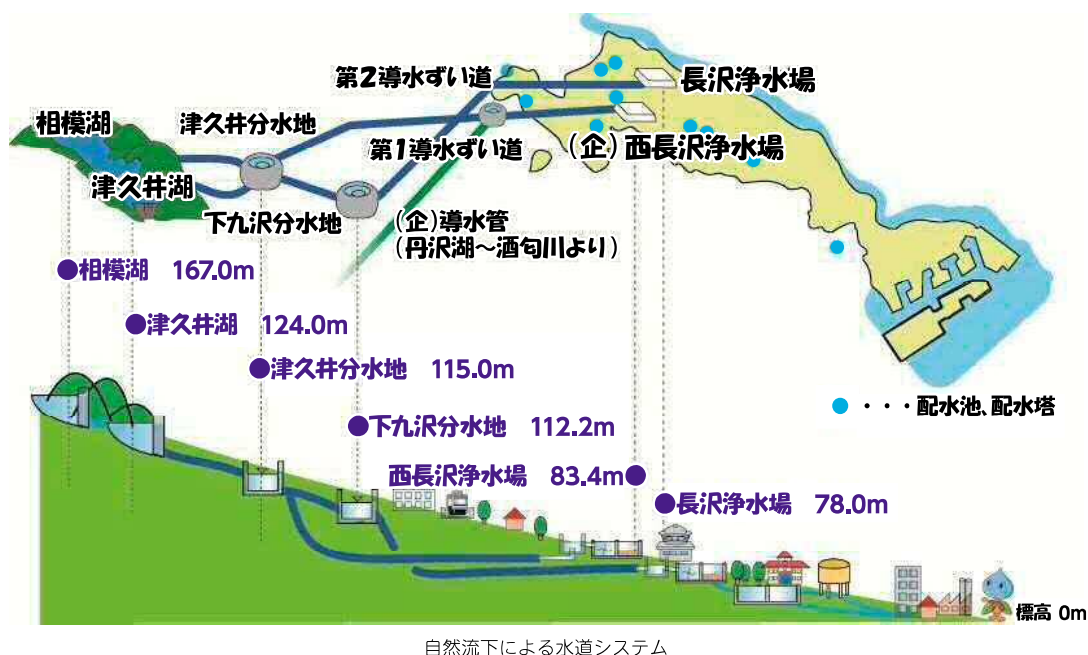 第2導水ずい道
長沢浄水場
相模湖
津久井分水地
第1導水ずい道
(企)西長沢浄水場
津久井湖
下九沢分水地
(企)導水管
(丹沢湖〜酒匂川より)
●相模湖 167.0m
●津久井湖 124.0m
●津久井分水地 115.0m
●・・・配水池、配水塔
●下九沢分水地 112.2m
西長沢浄水場 83.4m●
●長沢浄水場 78.0m
標高 0m
自然流下による水道システム